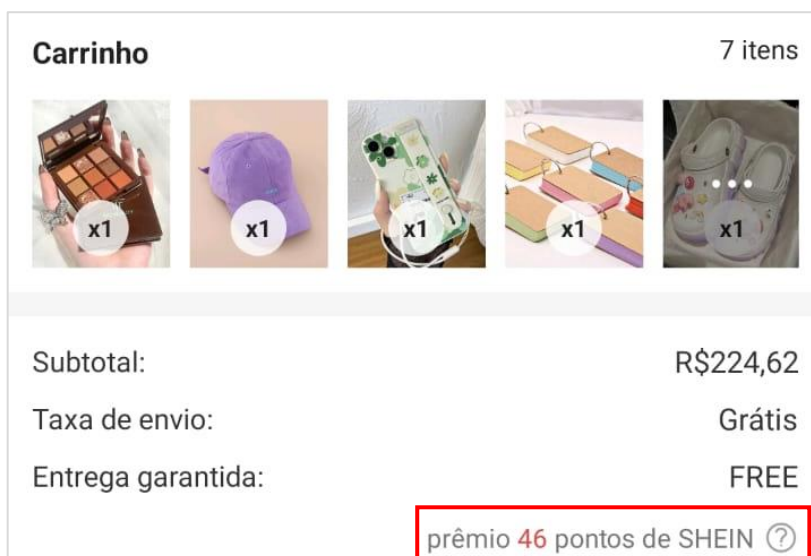 Carrinho 7 itens
x1 x1 x1 x1 x1
Subtotal: R$224,62
Taxa de envio: Grátis
Entrega garantida: FREE
prêmio 46 pontos de SHEIN ?